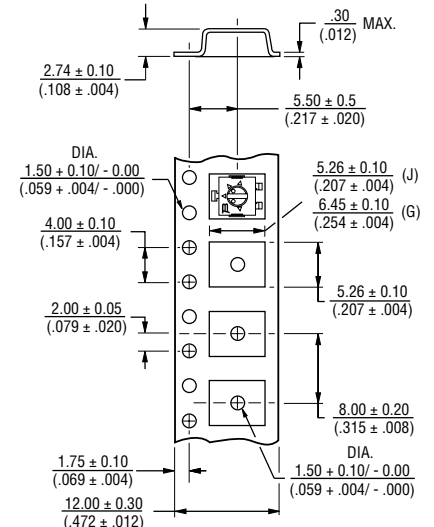 .30
(.012)
MAX.
2.74 ± 0.10
(.108 ± .004)
5.50 ± 0.5
(.217 ± .020)
DIA.
1.50 + 0.10/ - 0.00
(.059 + .004/ - .000)
5.26 ± 0.10
(.207 ± .004)
(J)
6.45 ± 0.10
(.254 ± .004)
(G)
4.00 ± 0.10
(.157 ± .004)
2.00 ± 0.05
(.079 ± .020)
5.26 ± 0.10
(.207 ± .004)
8.00 ± 0.20
(.315 ± .008)
1.75 ± 0.10
(.069 ± .004)
DIA.
1.50 + 0.10/ - 0.00
(.059 + .004/ - .000)
12.00 ± 0.30
(.472 ± .012)